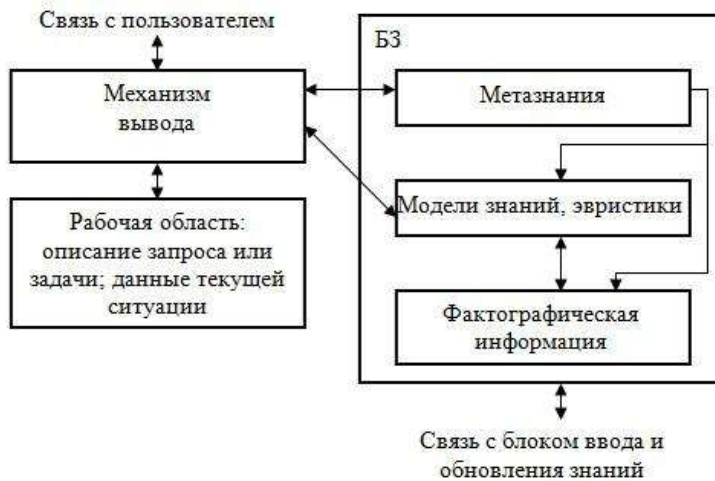 Связь с пользователем
Механизм
вывода
Рабочая область:
описание запроса или
задачи; данные текущей
ситуации
БЗ
Метазнания
Модели знаний, эвристики
Фактографическая
информация
Связь с блоком ввода и
обновления знаний